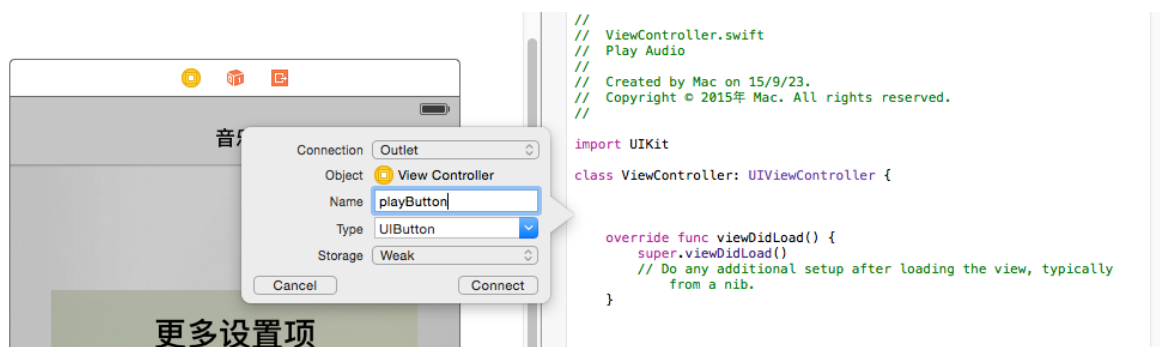 //
//  ViewController.swift
//  Play Audio
//
//  Created by Mac on 15/9/23.
//  Copyright © 2015年 Mac. All rights reserved.
//
import UIKit
class ViewController: UIViewController {
override func viewDidLoad() {
super.viewDidLoad()
// Do any additional setup after loading the view, typically
from a nib.
}
音
Connection Outlet
Object View Controller
Name playButton
Type UIButton
Storage Weak
Cancel Connect
更多设置项